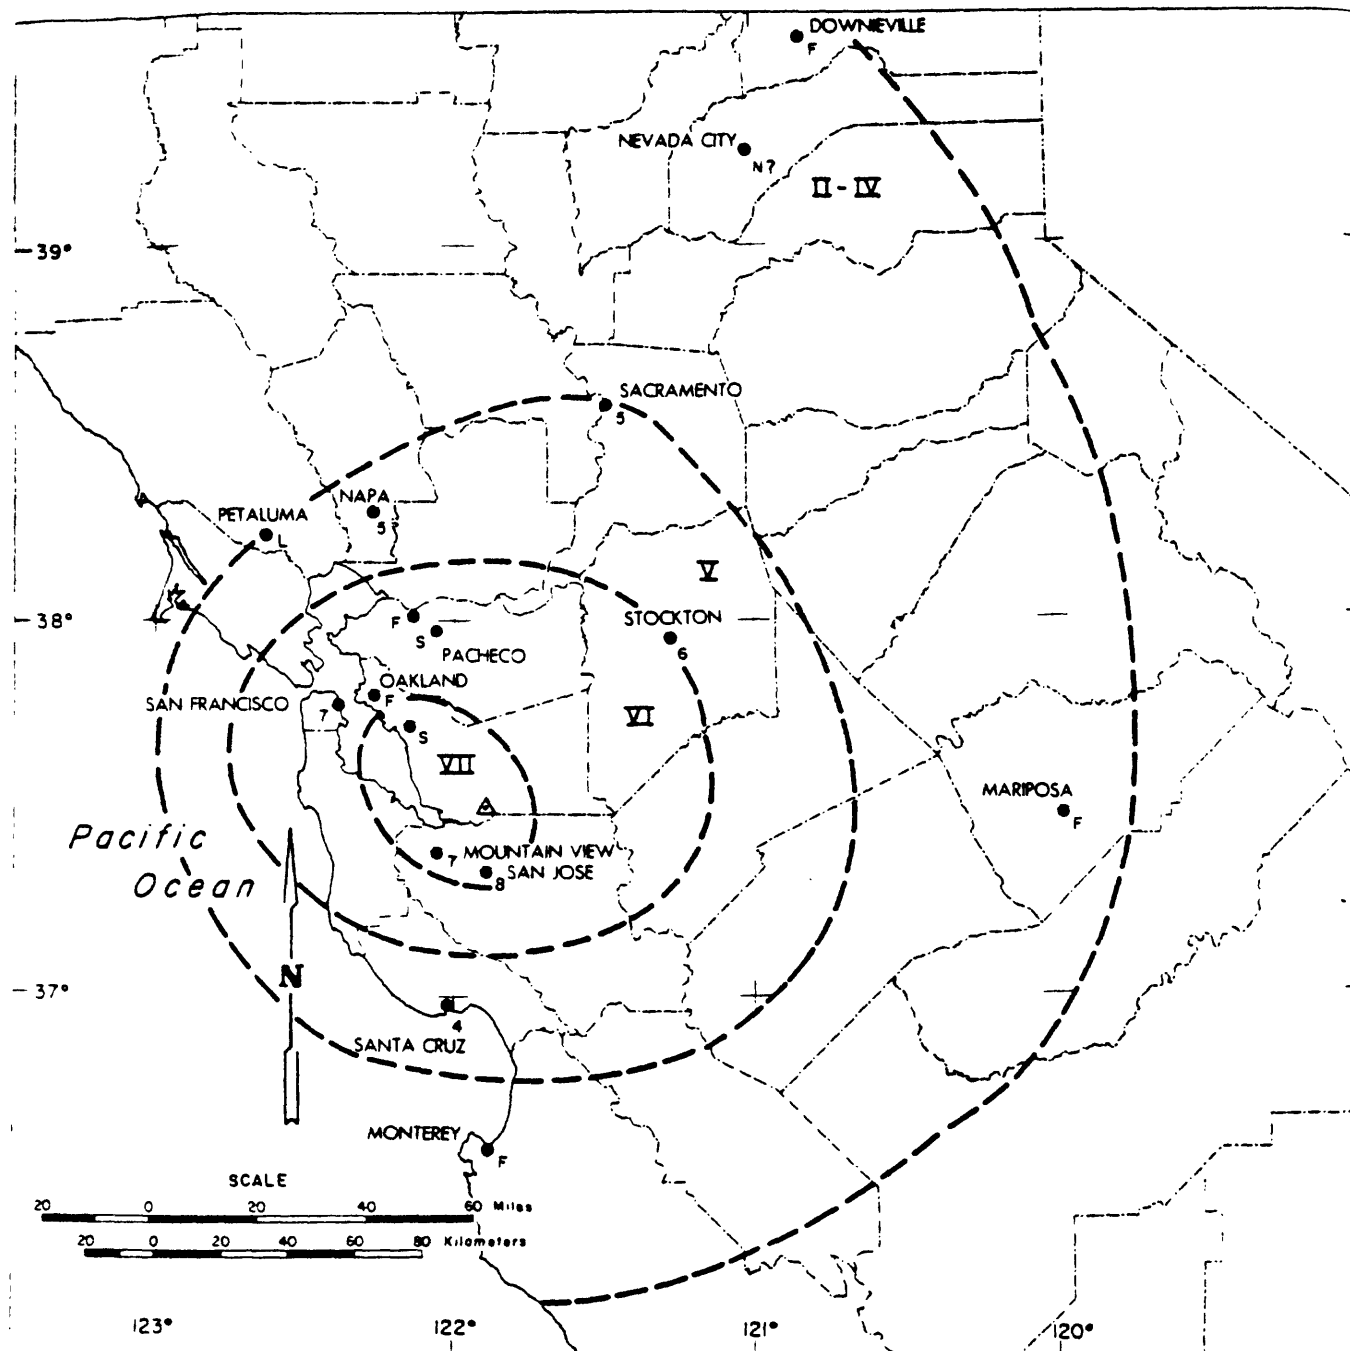 DOWNIEVILLE
F
NEVADA CITY
N?
II - IV
39°
SACRAMENTO
5
NAPA
5?
PETALUMA
L
V
38°
STOCKTON
6
F
S
PACHECO
OAKLAND
F
SAN FRANCISCO
7
S
VI
VII
MARIPOSA
F
Pacific
Ocean
7 MOUNTAIN VIEW
8 SAN JOSE
N
37°
4
SANTA CRUZ
MONTEREY
F
SCALE
20 0 20 40 60 Miles
20 0 20 40 60 80 Kilometers
123° 122° 121° 120°